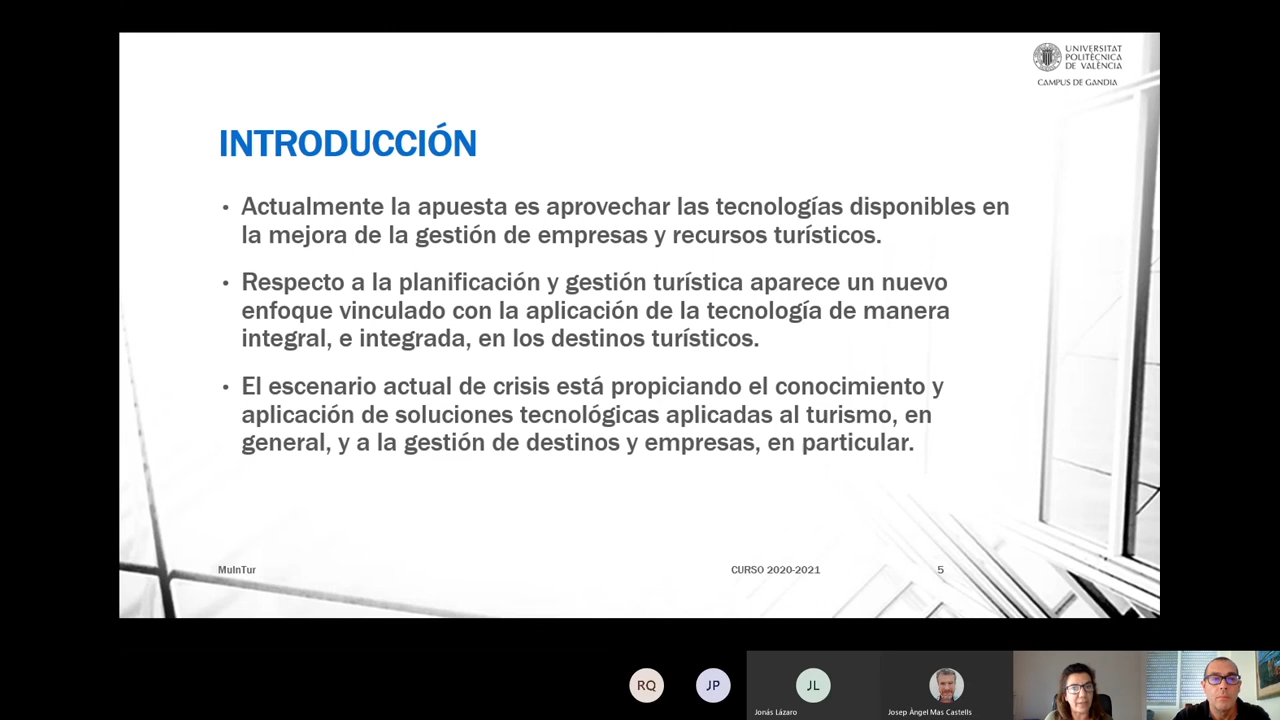 UNIVERSITAT
POLITÈCNICA
DE VALÈNCIA
CAMPUS DE GANDIA
INTRODUCCIÓN
• Actualmente la apuesta es aprovechar las tecnologías disponibles en
la mejora de la gestión de empresas y recursos turísticos.
• Respecto a la planificación y gestión turística aparece un nuevo
enfoque vinculado con la aplicación de la tecnología de manera
integral, e integrada, en los destinos turísticos.
• El escenario actual de crisis está propiciando el conocimiento y
aplicación de soluciones tecnológicas aplicadas al turismo, en
general, y a la gestión de destinos y empresas, en particular.
MuInTur
CURSO 2020-2021
5
RQ
JP
JL
Jonás Lázaro
Josep Àngel Mas Castells